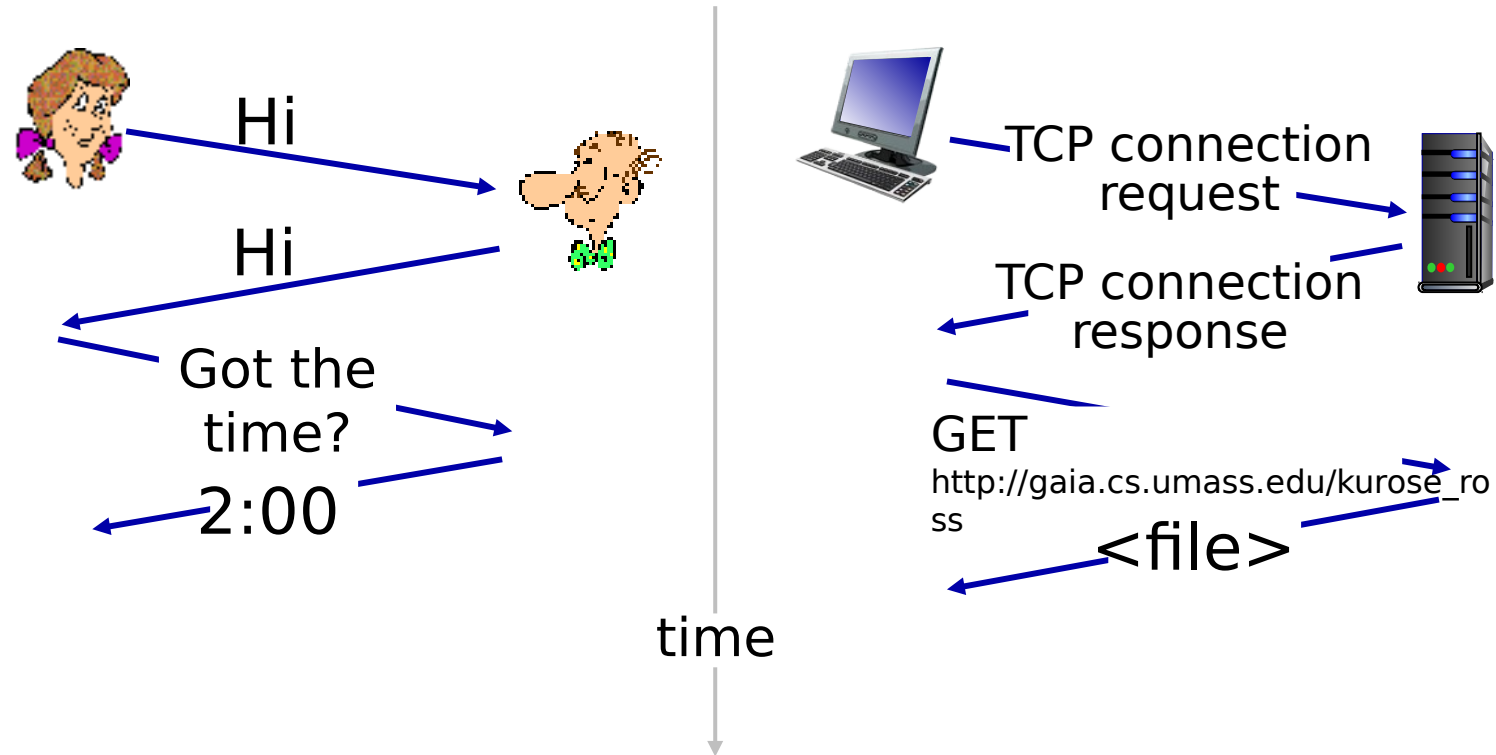 Hi
Hi
Got the
time?
2:00
TCP connection
request
TCP connection
response
GET
http://gaia.cs.umass.edu/kurose_ro
ss
<file>
time